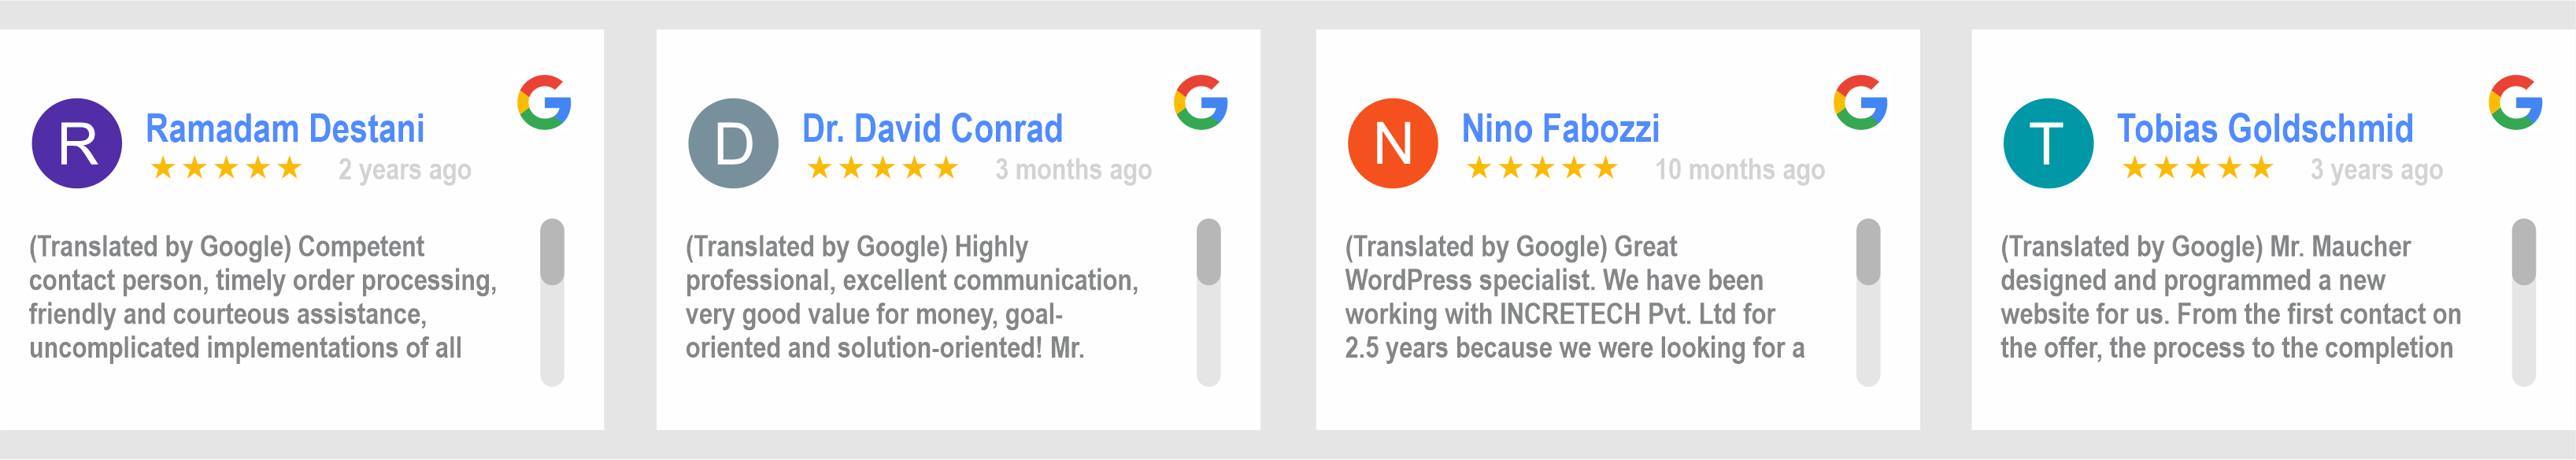 R
Ramadam Destani
2 years ago
(Translated by Google) Competent
contact person, timely order processing,
friendly and courteous assistance,
uncomplicated implementations of all
D
Dr. David Conrad
3 months ago
(Translated by Google) Highly
professional, excellent communication,
very good value for money, goal-
oriented and solution-oriented! Mr.
N
Nino Fabozzi
10 months ago
(Translated by Google) Great
WordPress specialist. We have been
working with INCRETECH Pvt. Ltd for
2.5 years because we were looking for a
T
Tobias Goldschmid
3 years ago
(Translated by Google) Mr. Maucher
designed and programmed a new
website for us. From the first contact on
the offer, the process to the completion